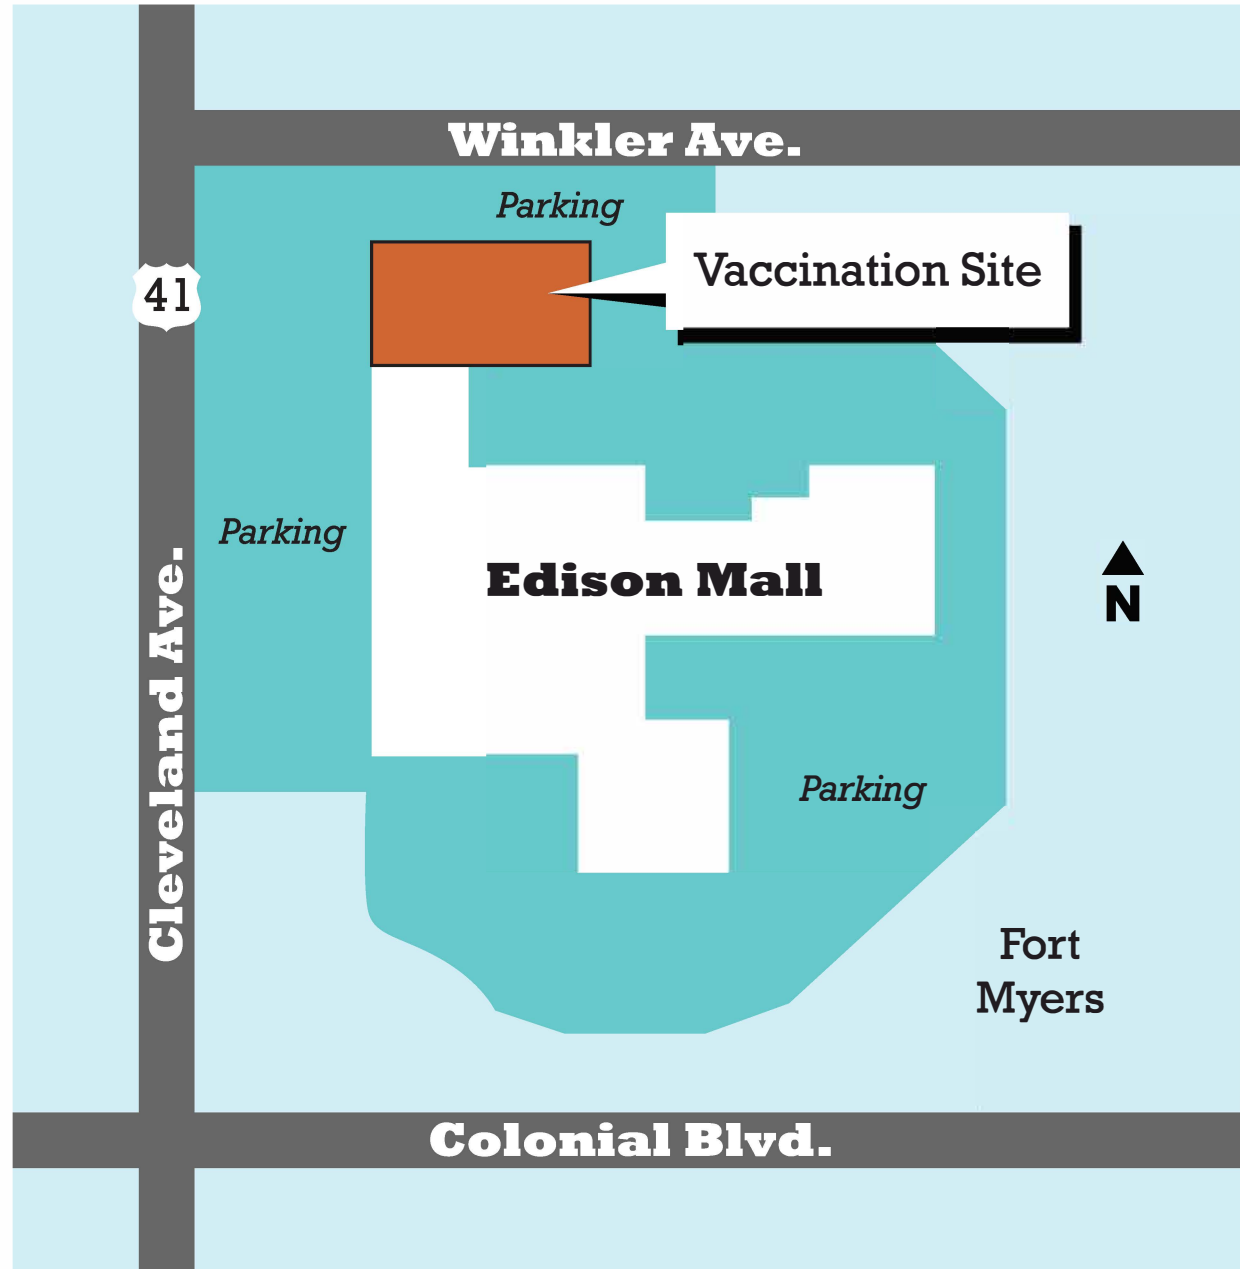 Winkler Ave.
Parking
Vaccination Site
41
Parking
Edison Mall
N
Cleveland Ave.
Parking
Fort
Myers
Colonial Blvd.